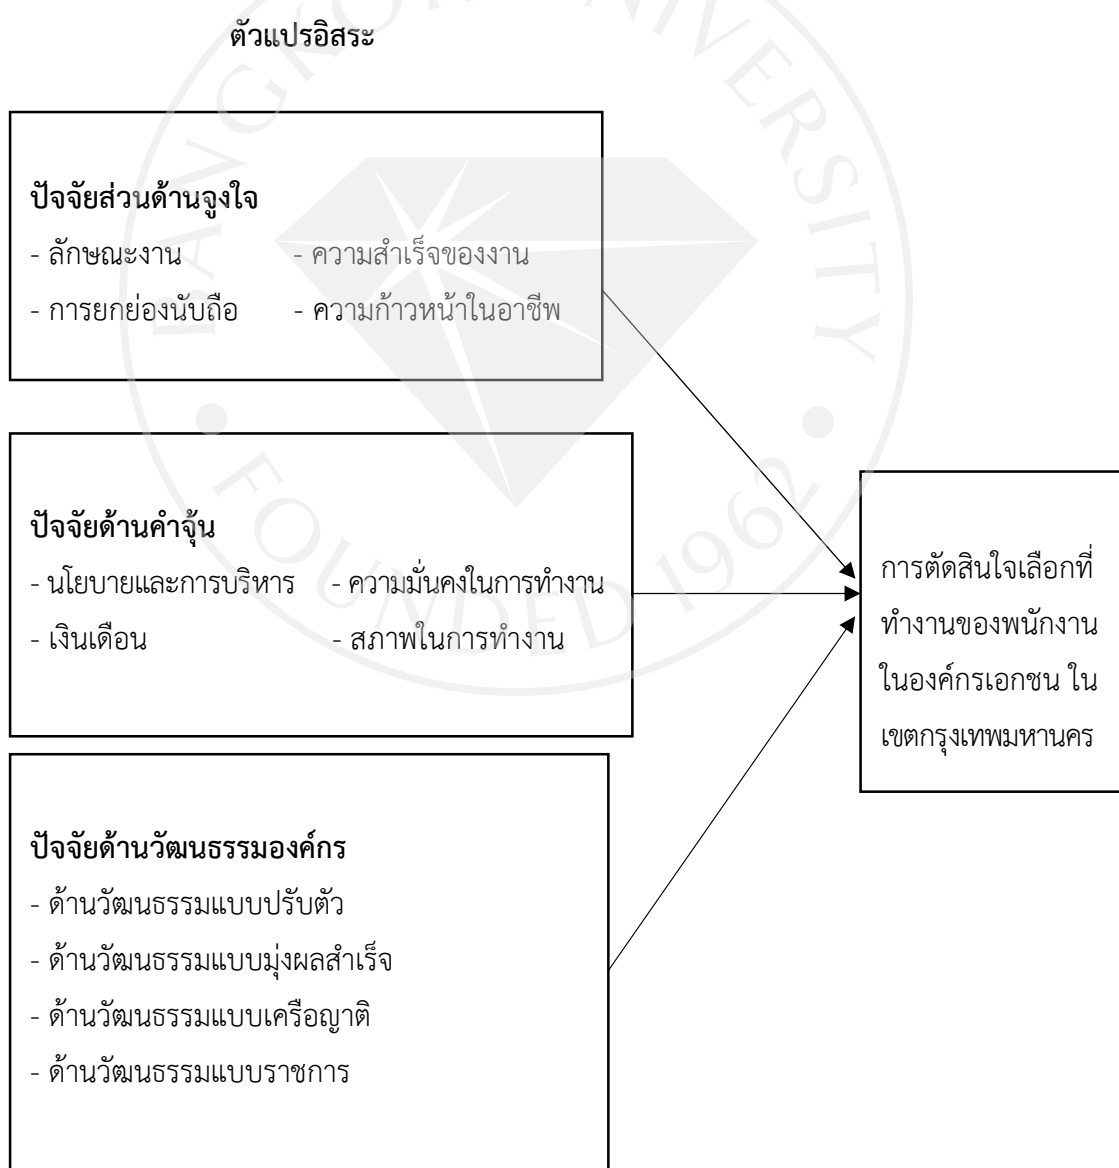 ตัวแปรอิสระ
ปัจจัยส่วนด้านจูงใจ
- ลักษณะงาน - ความสำเร็จของงาน
- การยกย่องนับถือ - ความก้าวหน้าในอาชีพ
ปัจจัยด้านคำจุ้น
- นโยบายและการบริหาร - ความมั่นคงในการทำงาน
- เงินเดือน - สภาพในการทำงาน
ปัจจัยด้านวัฒนธรรมองค์กร
- ด้านวัฒนธรรมแบบปรับตัว
- ด้านวัฒนธรรมแบบมุ่งผลสำเร็จ
- ด้านวัฒนธรรมแบบเครือญาติ
- ด้านวัฒนธรรมแบบราชการ
การตัดสินใจเลือกที่
ทำงานของพนักงาน
ในองค์กรเอกชน ใน
เขตกรุงเทพมหานคร
BANGKOK UNIVERSITY
FOUNDED 1962